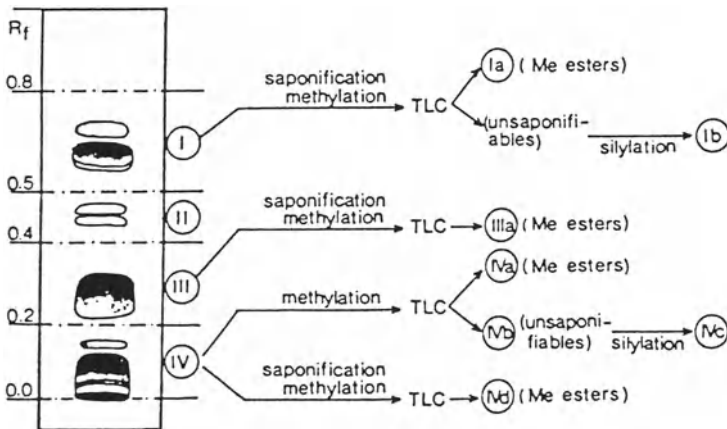 Rf
0.8
0.5
0.4
0.2
0.0
I
II
III
IV
saponification
methylation
TLC
Ia (Me esters)
(unsaponifi-
ables)
silylation
Ib
saponification
methylation
TLC
IIIa (Me esters)
methylation
TLC
IVa (Me esters)
IVb (unsaponi-
fiables)
silylation
IVc
saponification
methylation
TLC
IVd (Me esters)